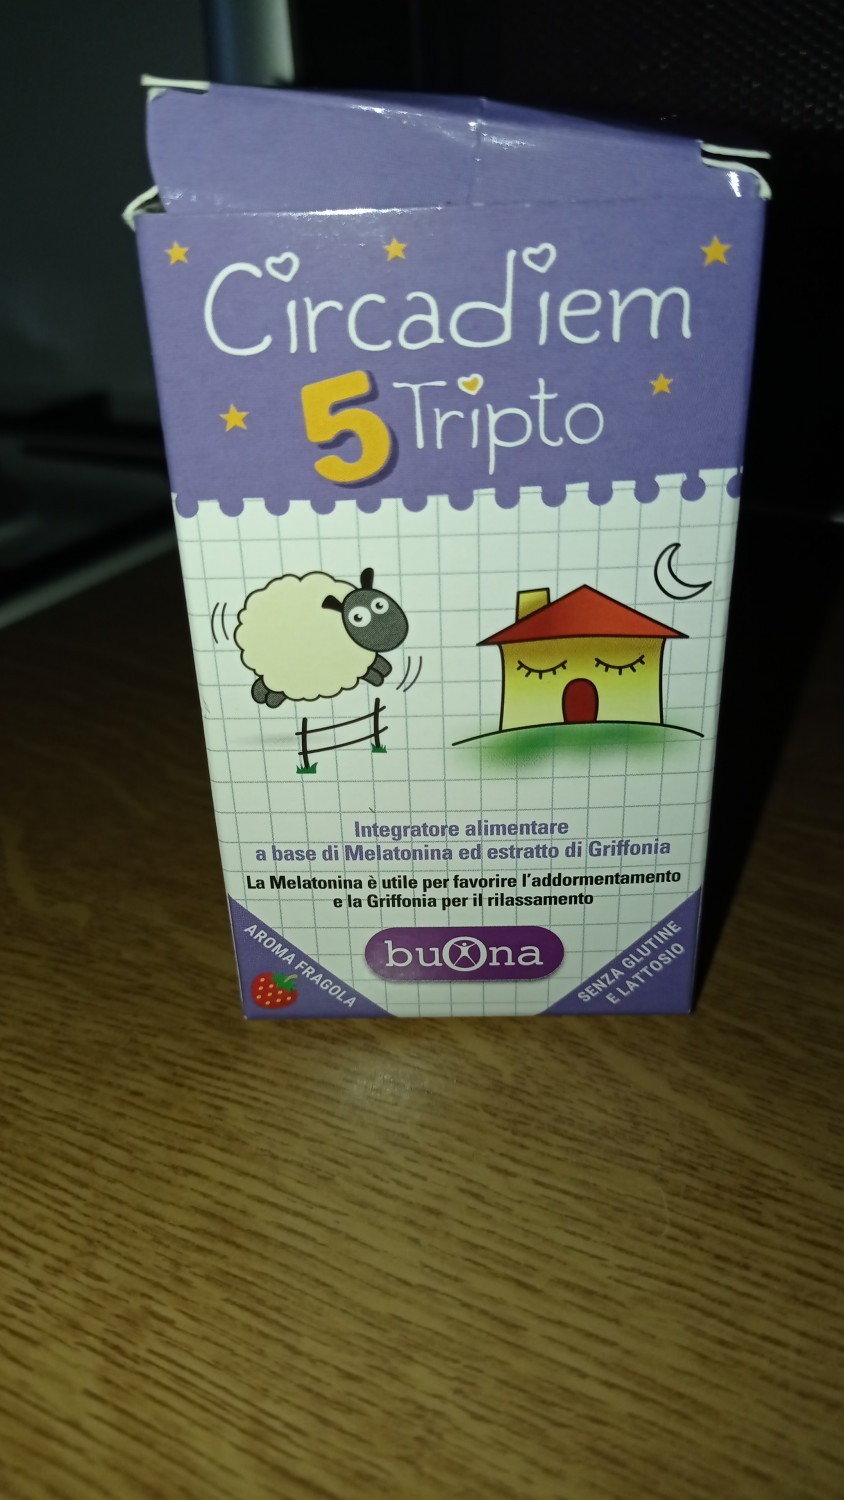 Circadiem
5 Tripto
Integratore alimentare
a base di Melatonina ed estratto di Griffonia
La Melatonina è utile per favorire l'addormentamento
e la Griffonia per il rilassamento
AROMA FRAGOLA
buOna
SENZA GLUTINE
E LATTOSIO